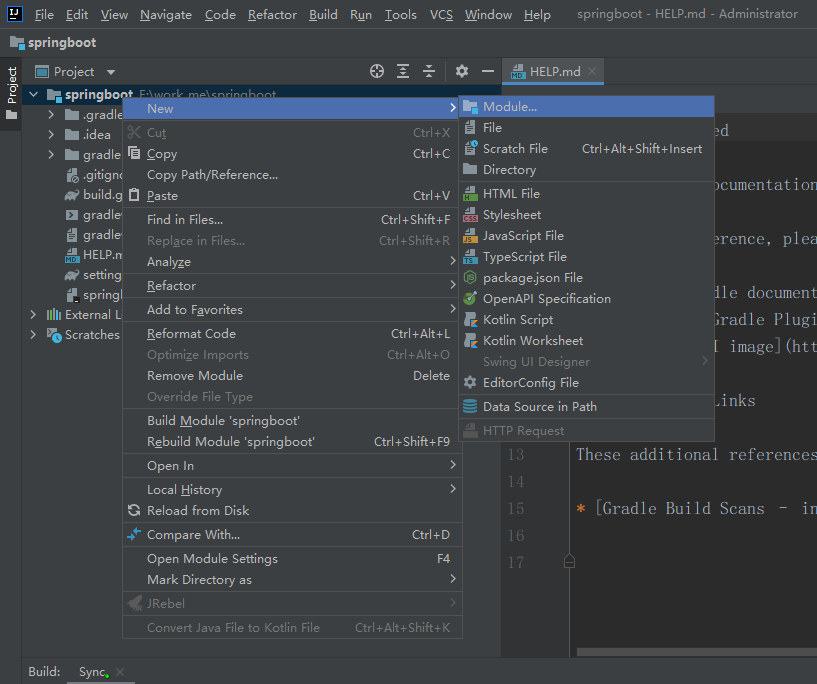 File Edit View Navigate Code Refactor Build Run Tools VCS Window Help springboot - HELP.md - Administrator
springboot
Project
Project
HELP.md
springboot E:\work_me\springboot
.gradle
.idea
gradle
.gitigno
build.g
gradle
gradle
HELP.m
setting
springl
External L
Scratches
New
Cut Ctrl+X
Copy Ctrl+C
Copy Path/Reference...
Paste Ctrl+V
Find in Files... Ctrl+Shift+F
Replace in Files... Ctrl+Shift+R
Analyze
Refactor
Add to Favorites
Reformat Code Ctrl+Alt+L
Optimize Imports Ctrl+Alt+O
Remove Module Delete
Override File Type
Build Module 'springboot'
Rebuild Module 'springboot' Ctrl+Shift+F9
Open In
Local History
Reload from Disk
Compare With... Ctrl+D
Open Module Settings F4
Mark Directory as
JRebel
Convert Java File to Kotlin File Ctrl+Alt+Shift+K
Module...
File
Scratch File Ctrl+Alt+Shift+Insert
Directory
HTML File
Stylesheet
JavaScript File
TypeScript File
package.json File
OpenAPI Specification
Kotlin Script
Kotlin Worksheet
Swing UI Designer
EditorConfig File
Data Source in Path
HTTP Request
ed
ocumentation
erence, plea
dle document
Gradle Plugi
I image](htt
inks
13 These additional references
14
15 * [Gradle Build Scans – in
16
17
Build: Sync